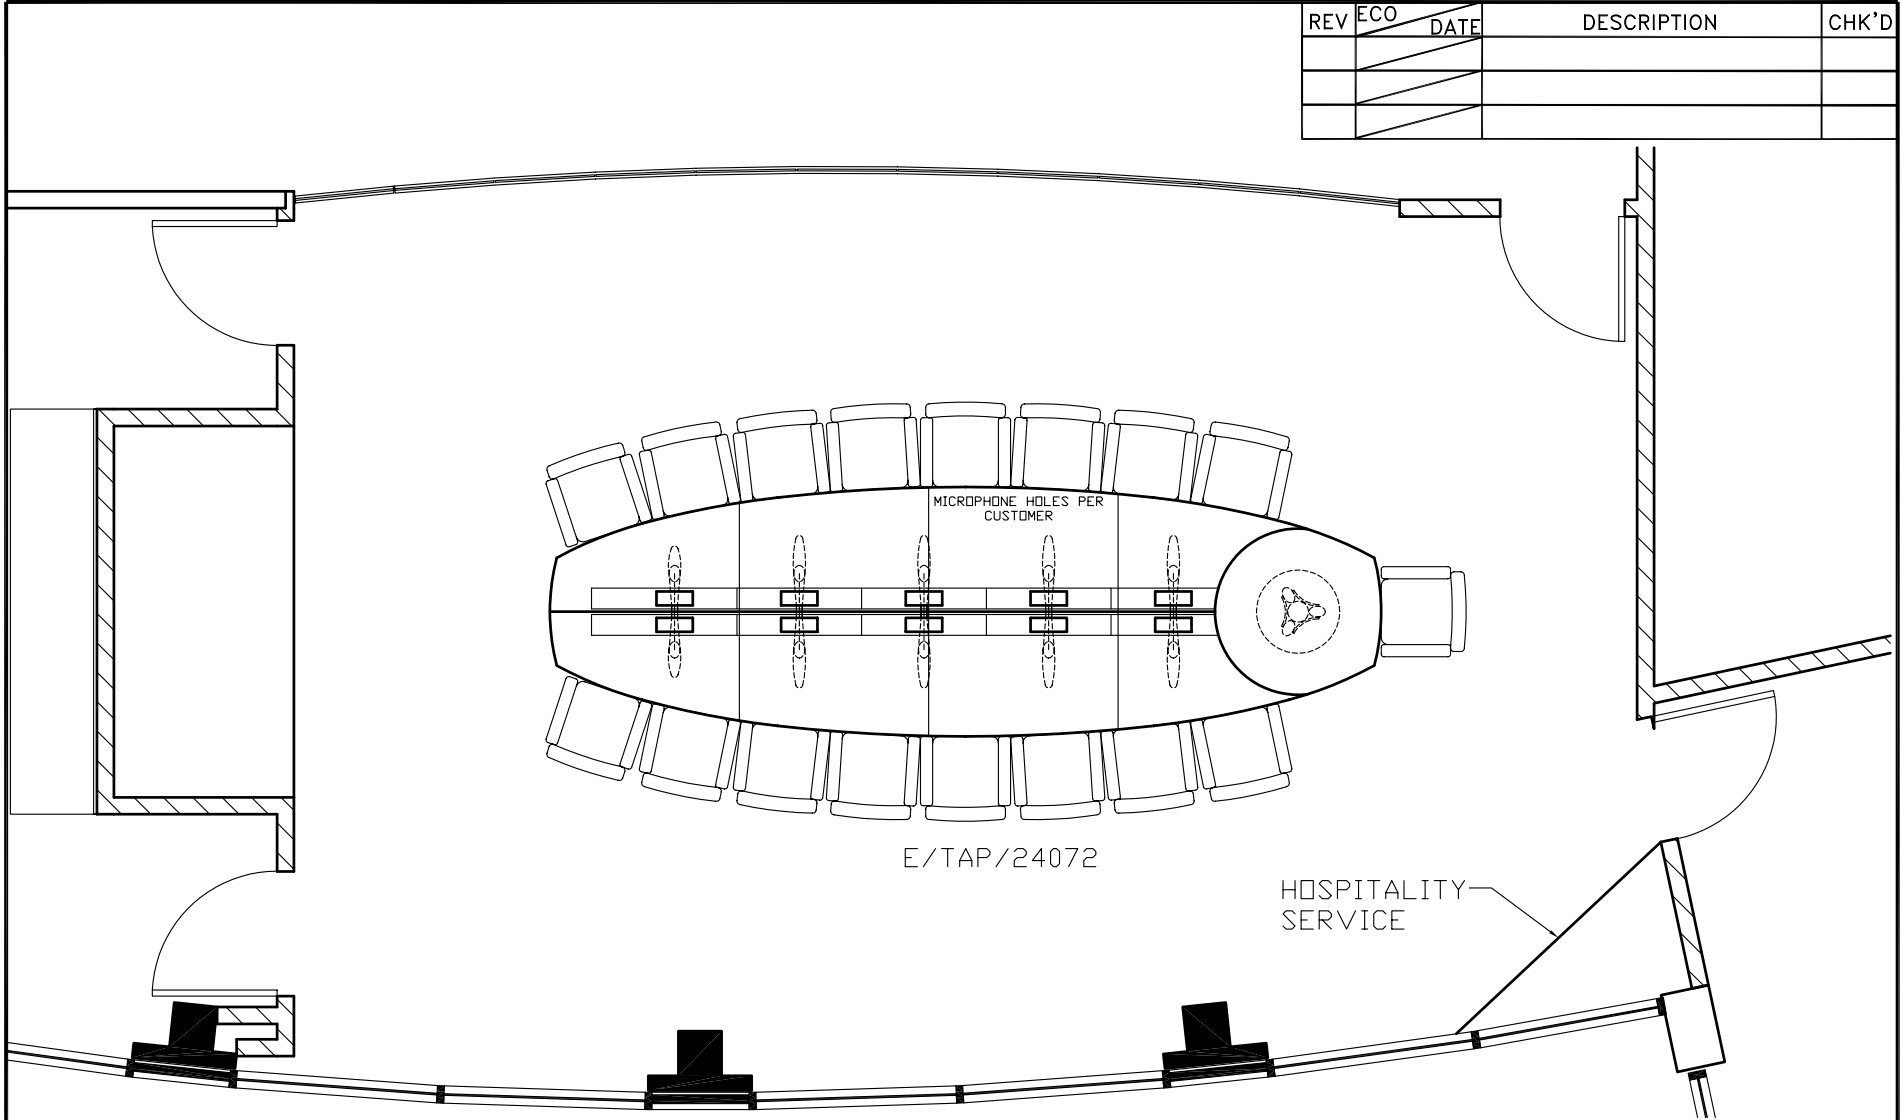 REV ECO DATE DESCRIPTION CHK'D
MICROPHONE HOLES PER
CUSTOMER
E/TAP/24072
HOSPITALITY
SERVICE